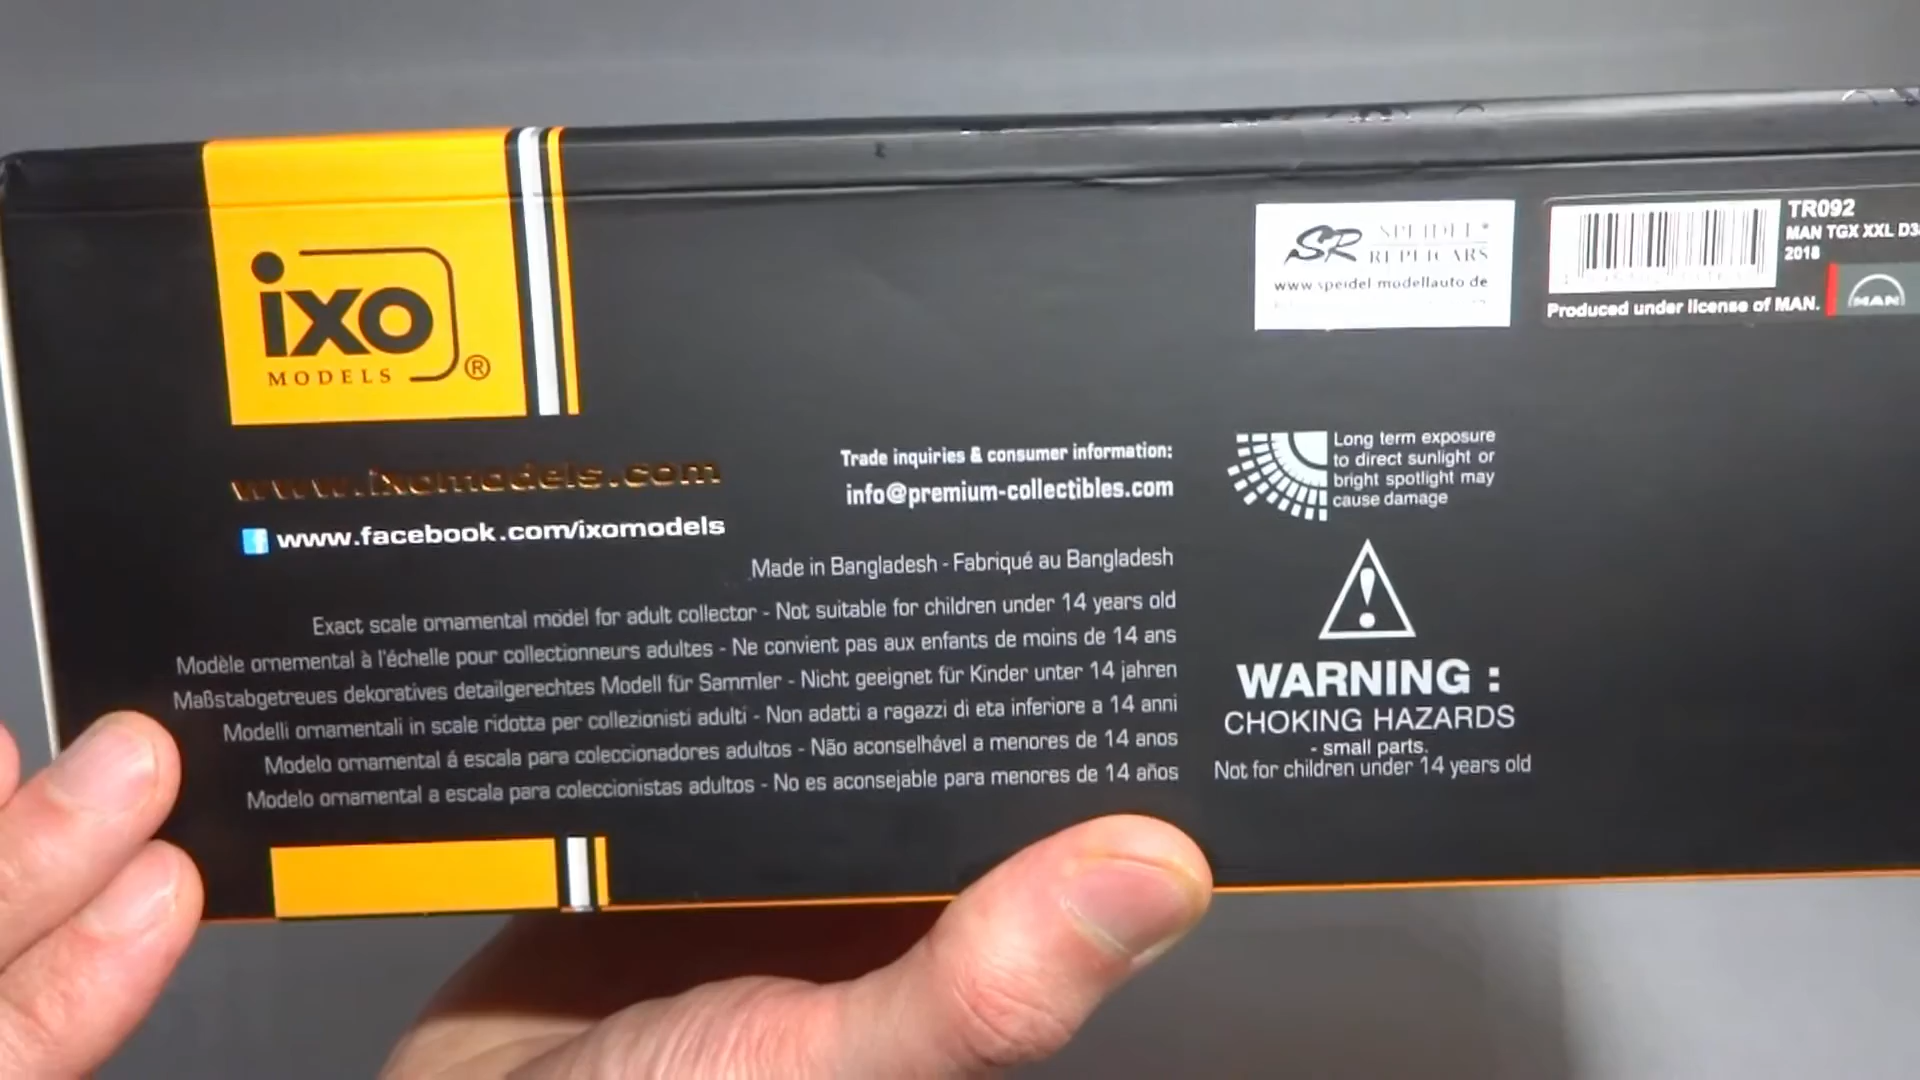 ixo
MODELS ®
www.ixomodels.com
www.facebook.com/ixomodels
Trade inquiries & consumer information:
info@premium-collectibles.com
Made in Bangladesh - Fabriqué au Bangladesh
Exact scale ornamental model for adult collector - Not suitable for children under 14 years old
Modèle ornemental à l'échelle pour collectionneurs adultes - Ne convient pas aux enfants de moins de 14 ans
Maßstabgetreues dekoratives detailgerechtes Modell für Sammler - Nicht geeignet für Kinder unter 14 jahren
Modelli ornamentali in scale ridotta per collezionisti adulti - Non adatti a ragazzi di eta inferiore a 14 anni
Modelo ornamental á escala para coleccionadores adultos - Não aconselhável a menores de 14 anos
Modelo ornamental a escala para coleccionistas adultos - No es aconsejable para menores de 14 años
SR SPEIDEL
REPLICARS
www.speidel-modellauto.de
TR092
MAN TGX XXL
2018
Produced under license of MAN.
MAN
Long term exposure
to direct sunlight or
bright spotlight may
cause damage
WARNING :
CHOKING HAZARDS
- small parts.
Not for children under 14 years old